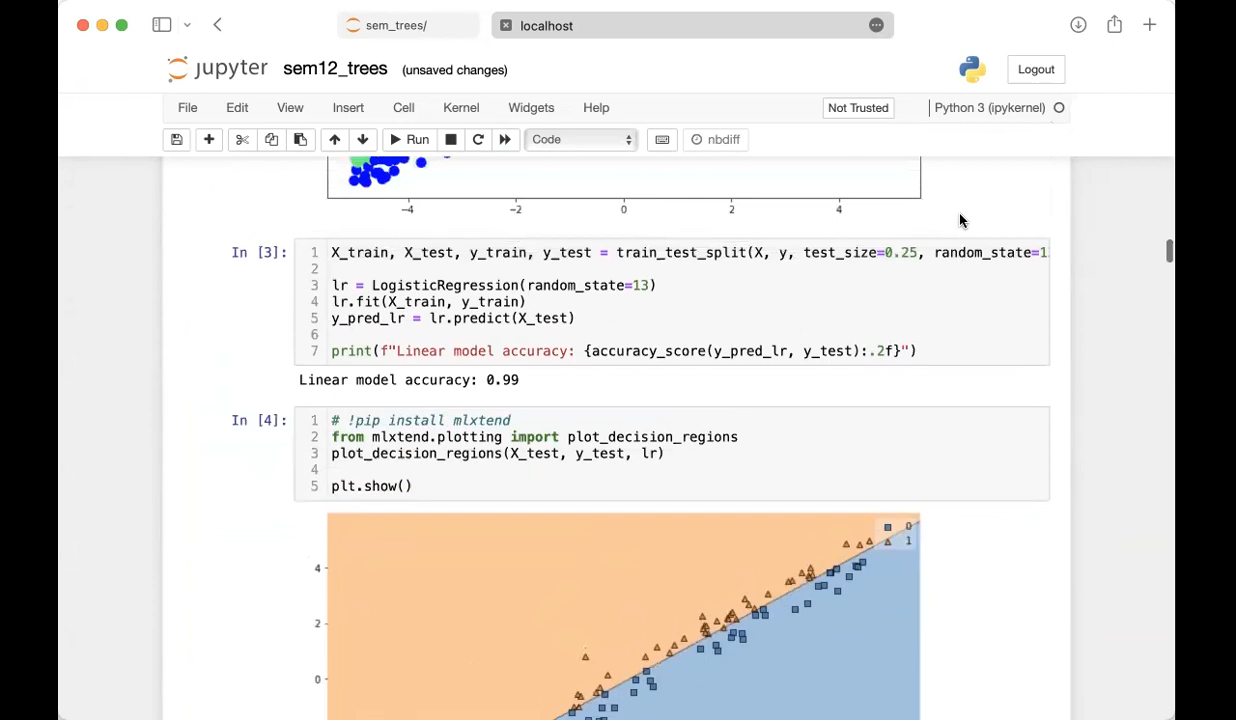 sem_trees/
localhost
jupyter sem12_trees (unsaved changes)
Logout
File Edit View Insert Cell Kernel Widgets Help
Not Trusted
Python 3 (ipykernel)
Run
Code
nbdiff
−4 −2 0 2 4
In [3]:
1 X_train, X_test, y_train, y_test = train_test_split(X, y, test_size=0.25, random_state=1
2
3 lr = LogisticRegression(random_state=13)
4 lr.fit(X_train, y_train)
5 y_pred_lr = lr.predict(X_test)
6
7 print(f"Linear model accuracy: {accuracy_score(y_pred_lr, y_test):.2f}")
Linear model accuracy: 0.99
In [4]:
1 # !pip install mlxtend
2 from mlxtend.plotting import plot_decision_regions
3 plot_decision_regions(X_test, y_test, lr)
4
5 plt.show()
0
1
4
2
0